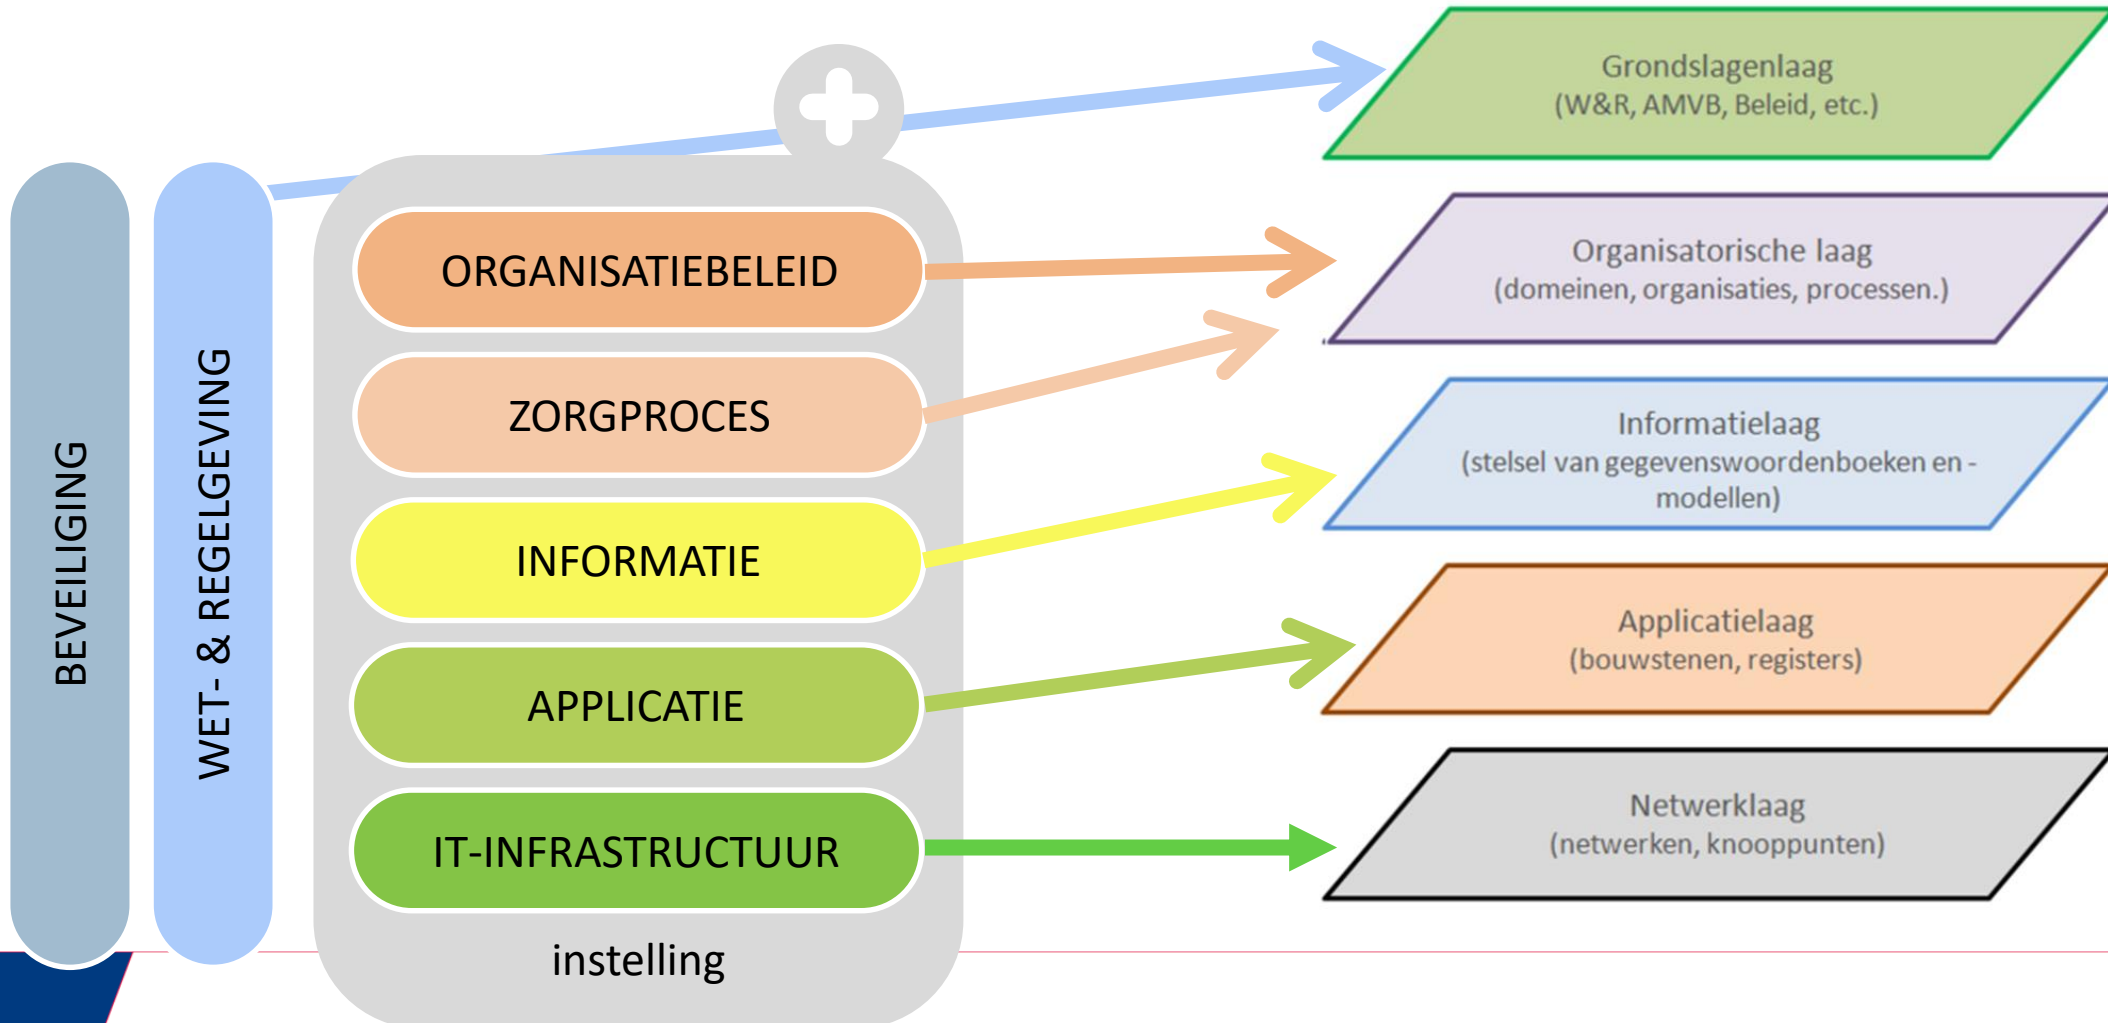 BEVEILIGING
WET- & REGELGEVING
ORGANISATIEBELEID
ZORGPROCES
INFORMATIE
APPLICATIE
IT-INFRASTRUCTUUR
instelling
Grondslagenlaag
(W&R, AMVB, Beleid, etc.)
Organisatorische laag
(domeinen, organisaties, processen.)
Informatielaag
(stelsel van gegevenswoordenboeken en -
modellen)
Applicatielaag
(bouwstenen, registers)
Netwerklaag
(netwerken, knooppunten)